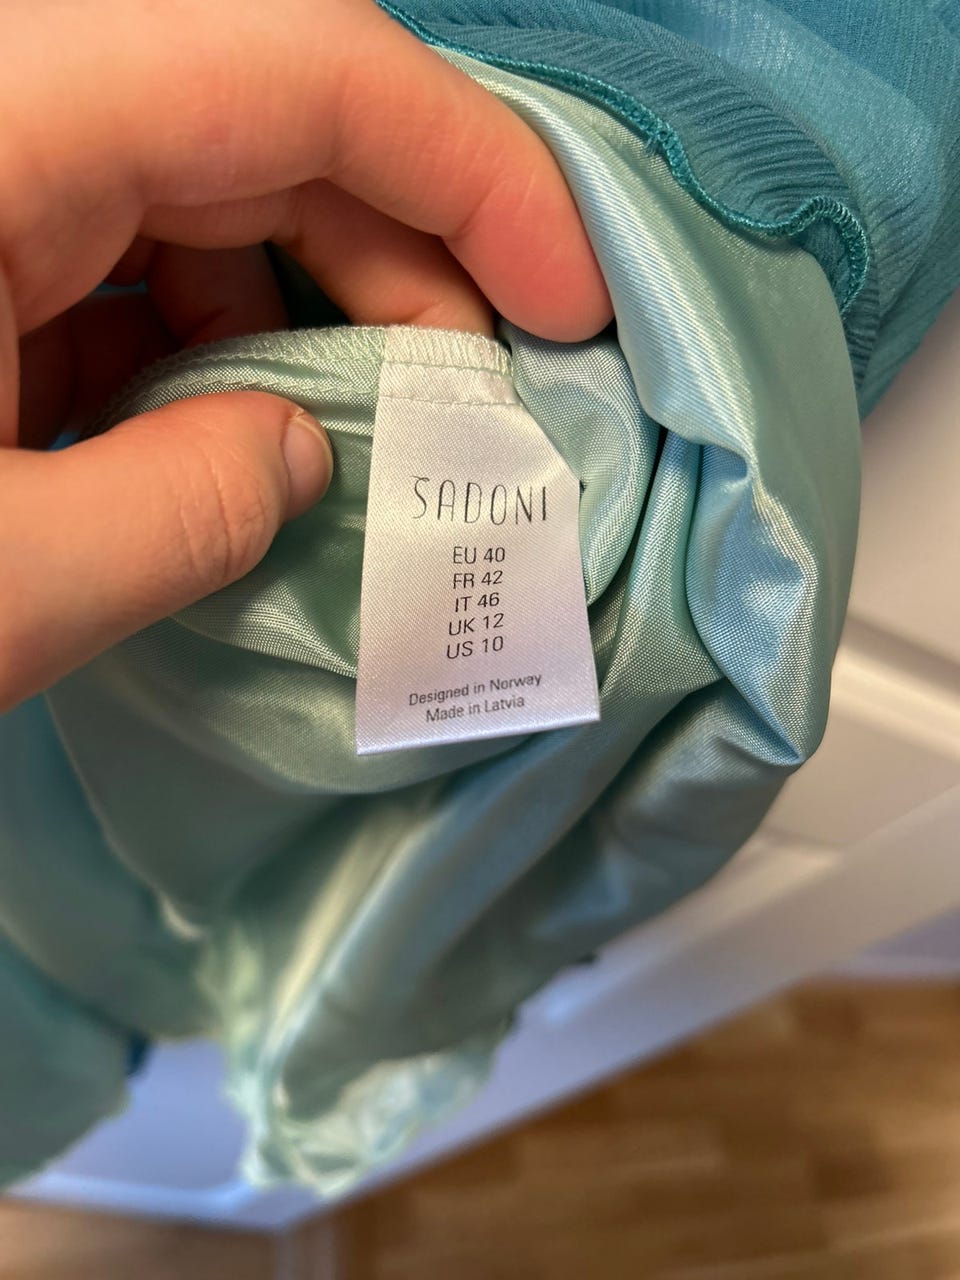 SADONI
EU 40
FR 42
IT 46
UK 12
US 10
Designed in Norway
Made in Latvia